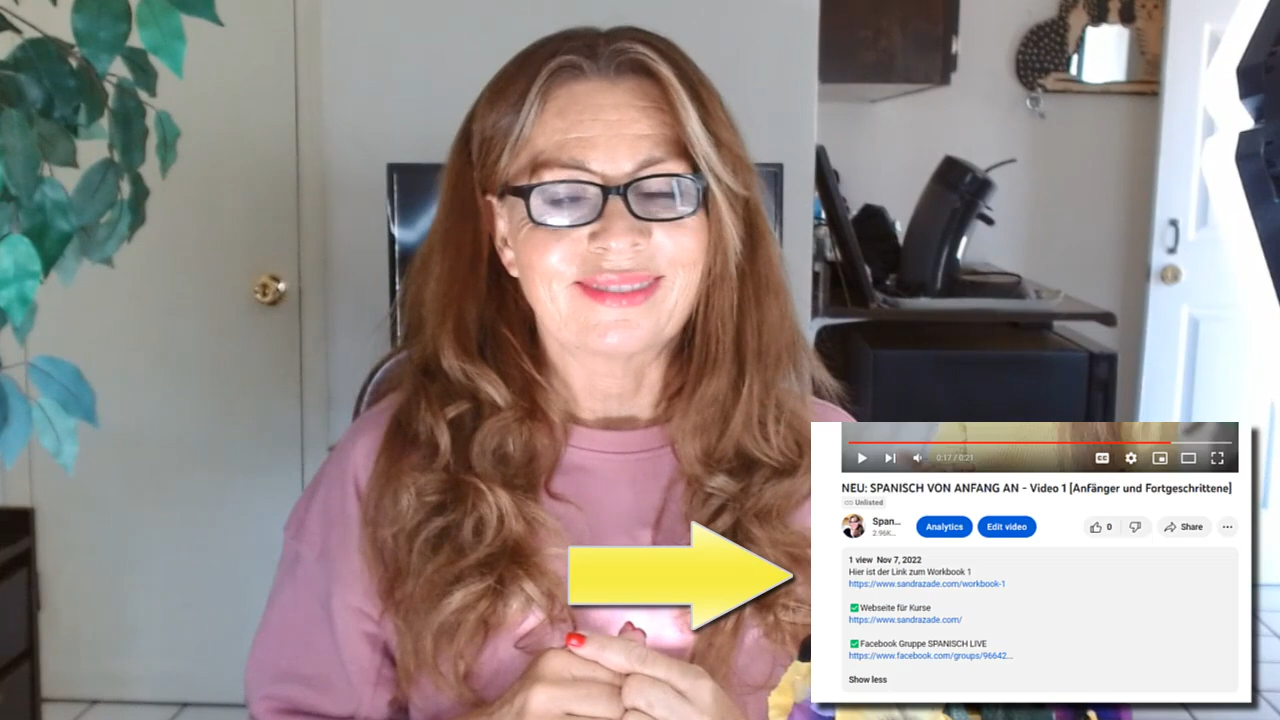 CC
0:17 / 0:21
NEU: SPANISCH VON ANFANG AN - Video 1 [Anfänger und Fortgeschrittene]
Unlisted
Span...
2.96K...
Analytics
Edit video
0
Share
1 view Nov 7, 2022
Hier ist der Link zum Workbook 1
https://www.sandrazade.com/workbook-1
✅Webseite für Kurse
https://www.sandrazade.com/
✅Facebook Gruppe SPANISCH LIVE
https://www.facebook.com/groups/96642...
Show less